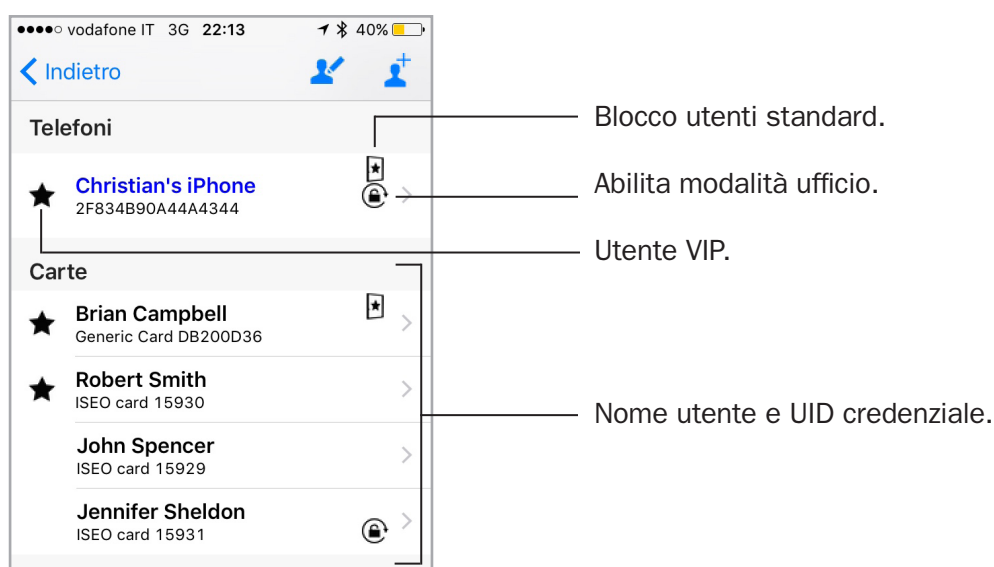 vodafone IT 3G 22:13 40%
Indietro
Telefoni
Christian's iPhone
2F834B90A44A4344
Carte
Brian Campbell
Generic Card DB200D36
Robert Smith
ISEO card 15930
John Spencer
ISEO card 15929
Jennifer Sheldon
ISEO card 15931
Blocco utenti standard.
Abilita modalità ufficio.
Utente VIP.
Nome utente e UID credenziale.